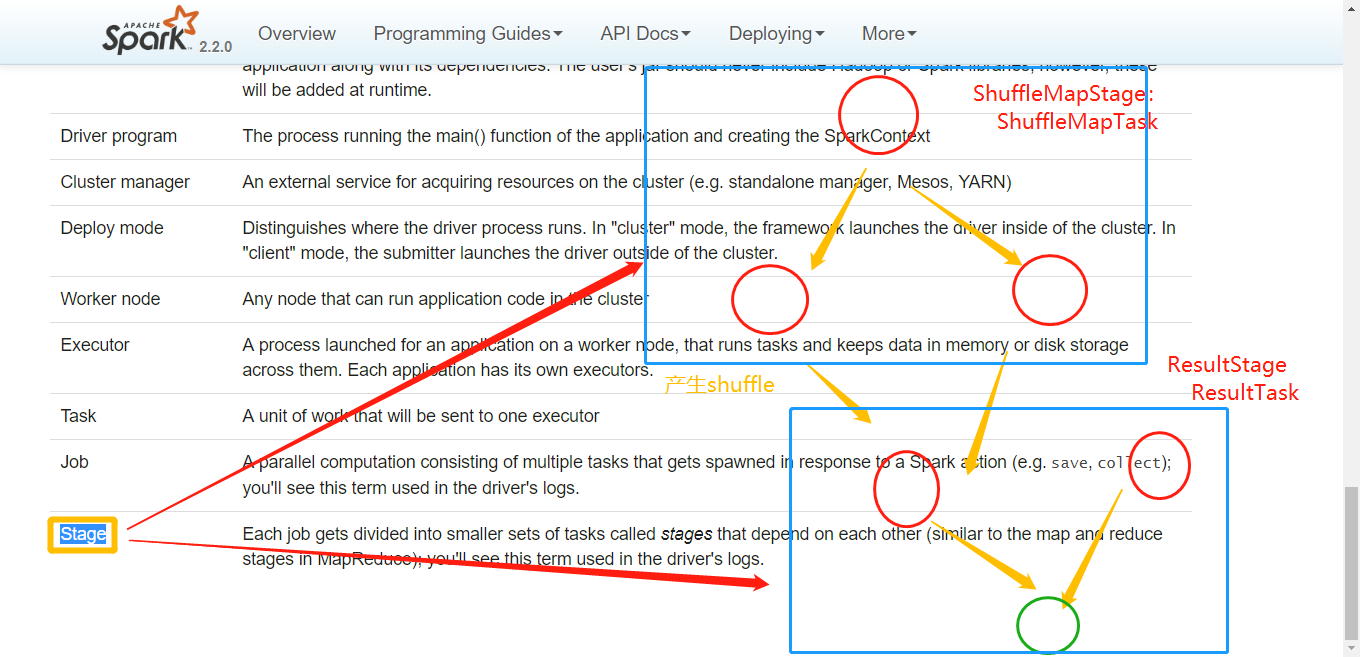 APACHE
Spark 2.2.0
Overview
Programming Guides
API Docs
Deploying
More
application along with its dependencies. The user's jar should never include Hadoop or Spark libraries, however, these
will be added at runtime.
ShuffleMapStage:
ShuffleMapTask
Driver program
The process running the main() function of the application and creating the SparkContext
Cluster manager
An external service for acquiring resources on the cluster (e.g. standalone manager, Mesos, YARN)
Deploy mode
Distinguishes where the driver process runs. In "cluster" mode, the framework launches the driver inside of the cluster. In
"client" mode, the submitter launches the driver outside of the cluster.
Worker node
Any node that can run application code in the cluster
Executor
A process launched for an application on a worker node, that runs tasks and keeps data in memory or disk storage
across them. Each application has its own executors.
产生shuffle
ResultStage
ResultTask
Task
A unit of work that will be sent to one executor
Job
A parallel computation consisting of multiple tasks that gets spawned in response to a Spark action (e.g. save, collect);
you'll see this term used in the driver's logs.
Stage
Each job gets divided into smaller sets of tasks called stages that depend on each other (similar to the map and reduce
stages in MapReduce); you'll see this term used in the driver's logs.